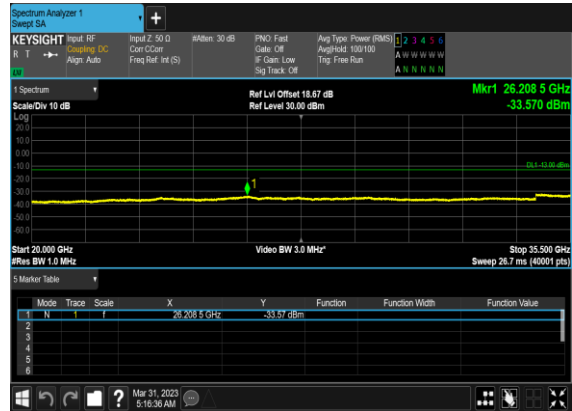 Spectrum Analyzer 1
Swept SA
+
KEYSIGHT Input: RF Input Z: 50 Ω #Atten: 30 dB PNO: Fast Avg Type: Power (RMS) 1 2 3 4 5 6
R T Coupling: DC Corr CCorr Gate: Off Avg|Hold: 100/100 A W W W W W
Align: Auto Freq Ref: Int (S) IF Gain: Low Trig: Free Run
Sig Track: Off A N N N N N
1 Spectrum Ref Lvl Offset 18.67 dB Mkr1 26.208 5 GHz
Scale/Div 10 dB Ref Level 30.00 dBm -33.570 dBm
Log
20.0
10.0
0.00
-10.0
DL1 -13.00 dBm
-20.0
1
-30.0
-40.0
-50.0
-60.0
Start 20.000 GHz Video BW 3.0 MHz* Stop 35.500 GHz
#Res BW 1.0 MHz Sweep 26.7 ms (40001 pts)
5 Marker Table
Mode Trace Scale X Y Function Function Width Function Value
1 N 1 f 26.208 5 GHz -33.57 dBm
2
3
4
5
6
? Mar 31, 2023
5:16:36 AM